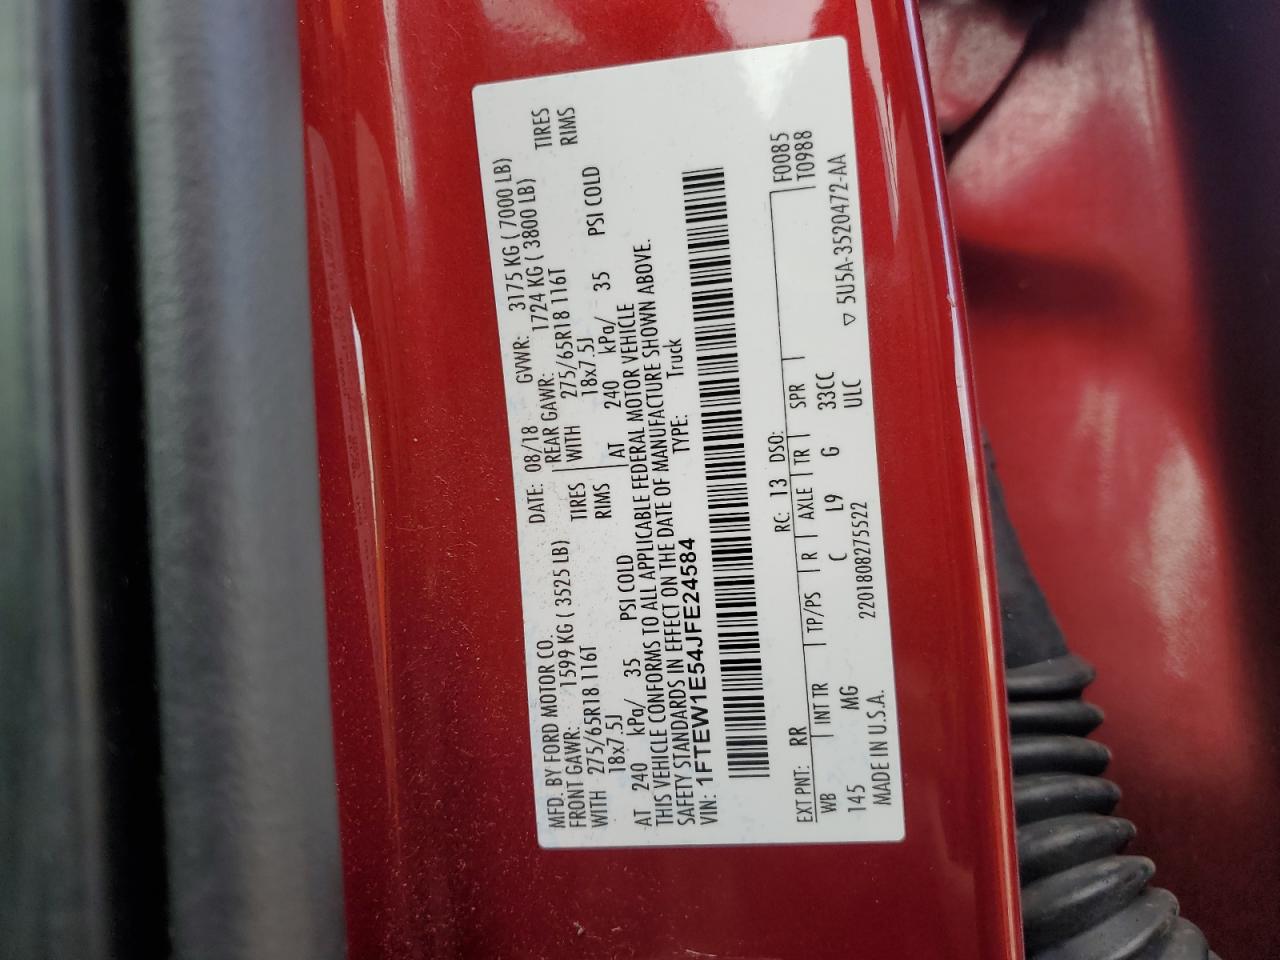 MFD. BY FORD MOTOR CO. DATE: 08/18 GVWR: 3175 KG ( 7000 LB)
FRONT GAWR: 1599 KG ( 3525 LB) REAR GAWR: 1724 KG ( 3800 LB)
WITH 275/65R18 116T TIRES WITH 275/65R18 116T TIRES
18x7.5J RIMS 18x7.5J RIMS
AT 240 kPa/ 35 PSI COLD AT 240 kPa/ 35 PSI COLD
THIS VEHICLE CONFORMS TO ALL APPLICABLE FEDERAL MOTOR VEHICLE
SAFETY STANDARDS IN EFFECT ON THE DATE OF MANUFACTURE SHOWN ABOVE.
VIN: 1FTEW1E54JFE24584 TYPE: Truck
EXT PNT: RR RC: 13 DSO: F0085
WB INT TR TP/PS R AXLE TR SPR T0988
145 MG C L9 G 33CC
MADE IN U.S.A. 2201808275522 ULC ▽ 5U5A-3520472-AA